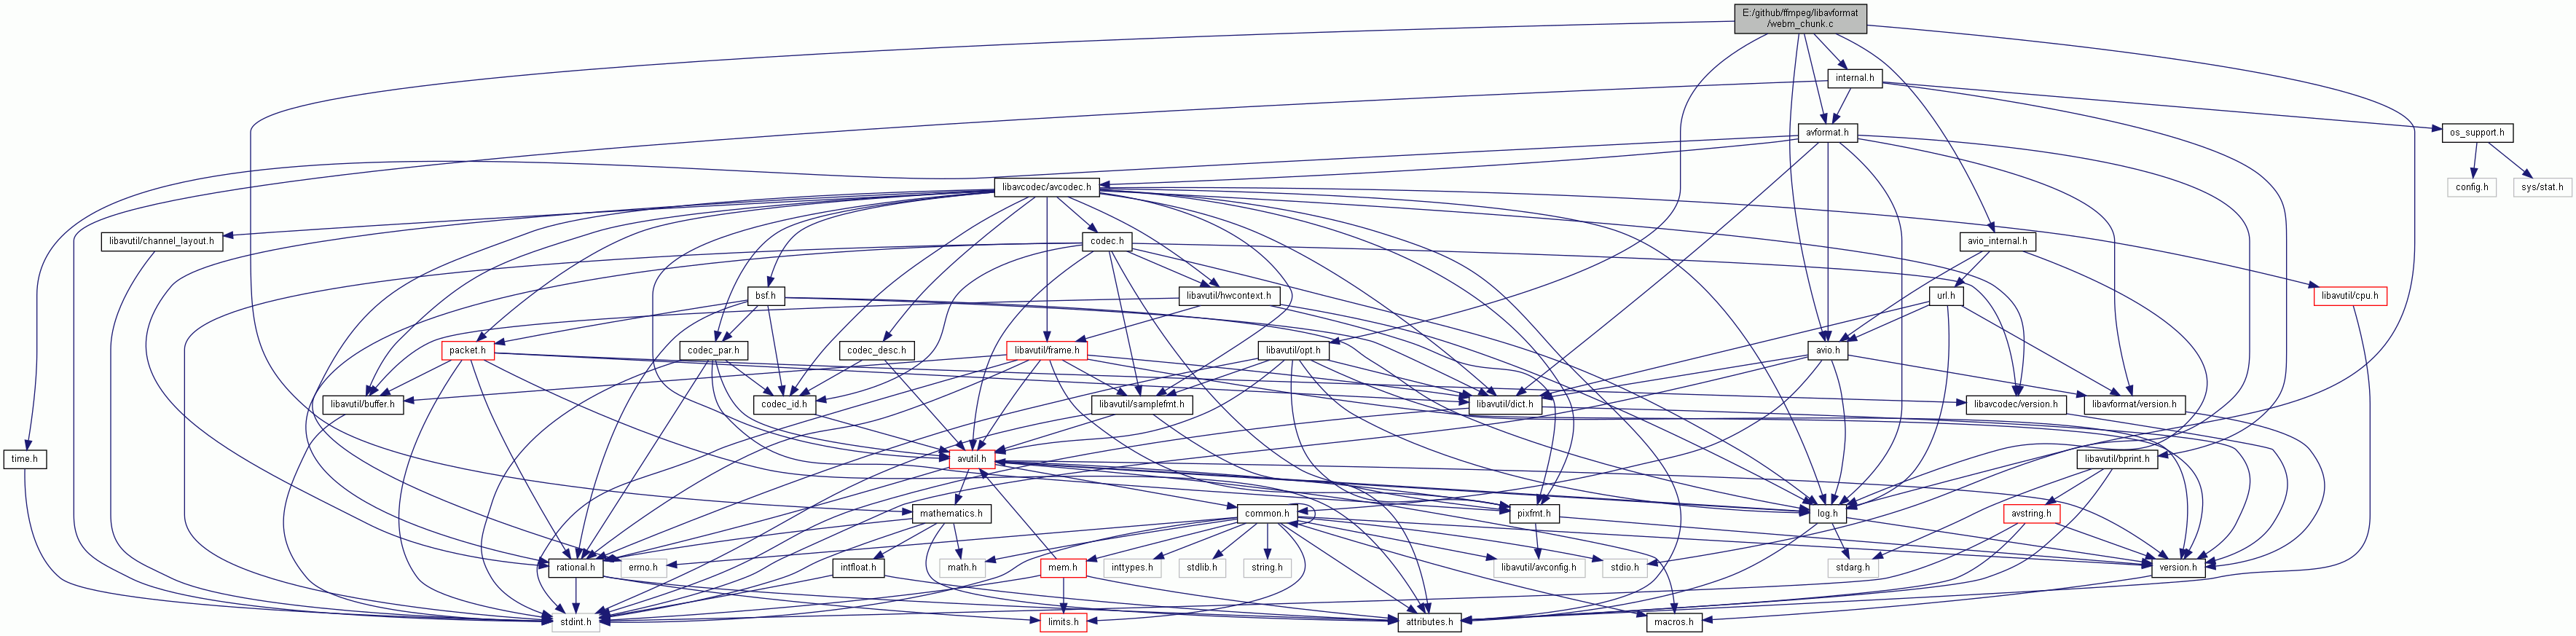 E:/github/ffmpeg/libavformat
/webm_chunk.c
internal.h
avformat.h
os_support.h
libavcodec/avcodec.h
config.h
sys/stat.h
libavutil/channel_layout.h
codec.h
avio_internal.h
bsf.h
libavutil/hwcontext.h
url.h
libavutil/cpu.h
packet.h
codec_par.h
codec_desc.h
libavutil/frame.h
libavutil/opt.h
avio.h
libavutil/buffer.h
codec_id.h
libavutil/samplefmt.h
libavutil/dict.h
libavcodec/version.h
libavformat/version.h
time.h
avutil.h
libavutil/bprint.h
mathematics.h
common.h
pixfmt.h
log.h
avstring.h
rational.h
errno.h
intfloat.h
math.h
mem.h
inttypes.h
stdlib.h
string.h
libavutil/avconfig.h
stdio.h
stdarg.h
version.h
stdint.h
limits.h
attributes.h
macros.h